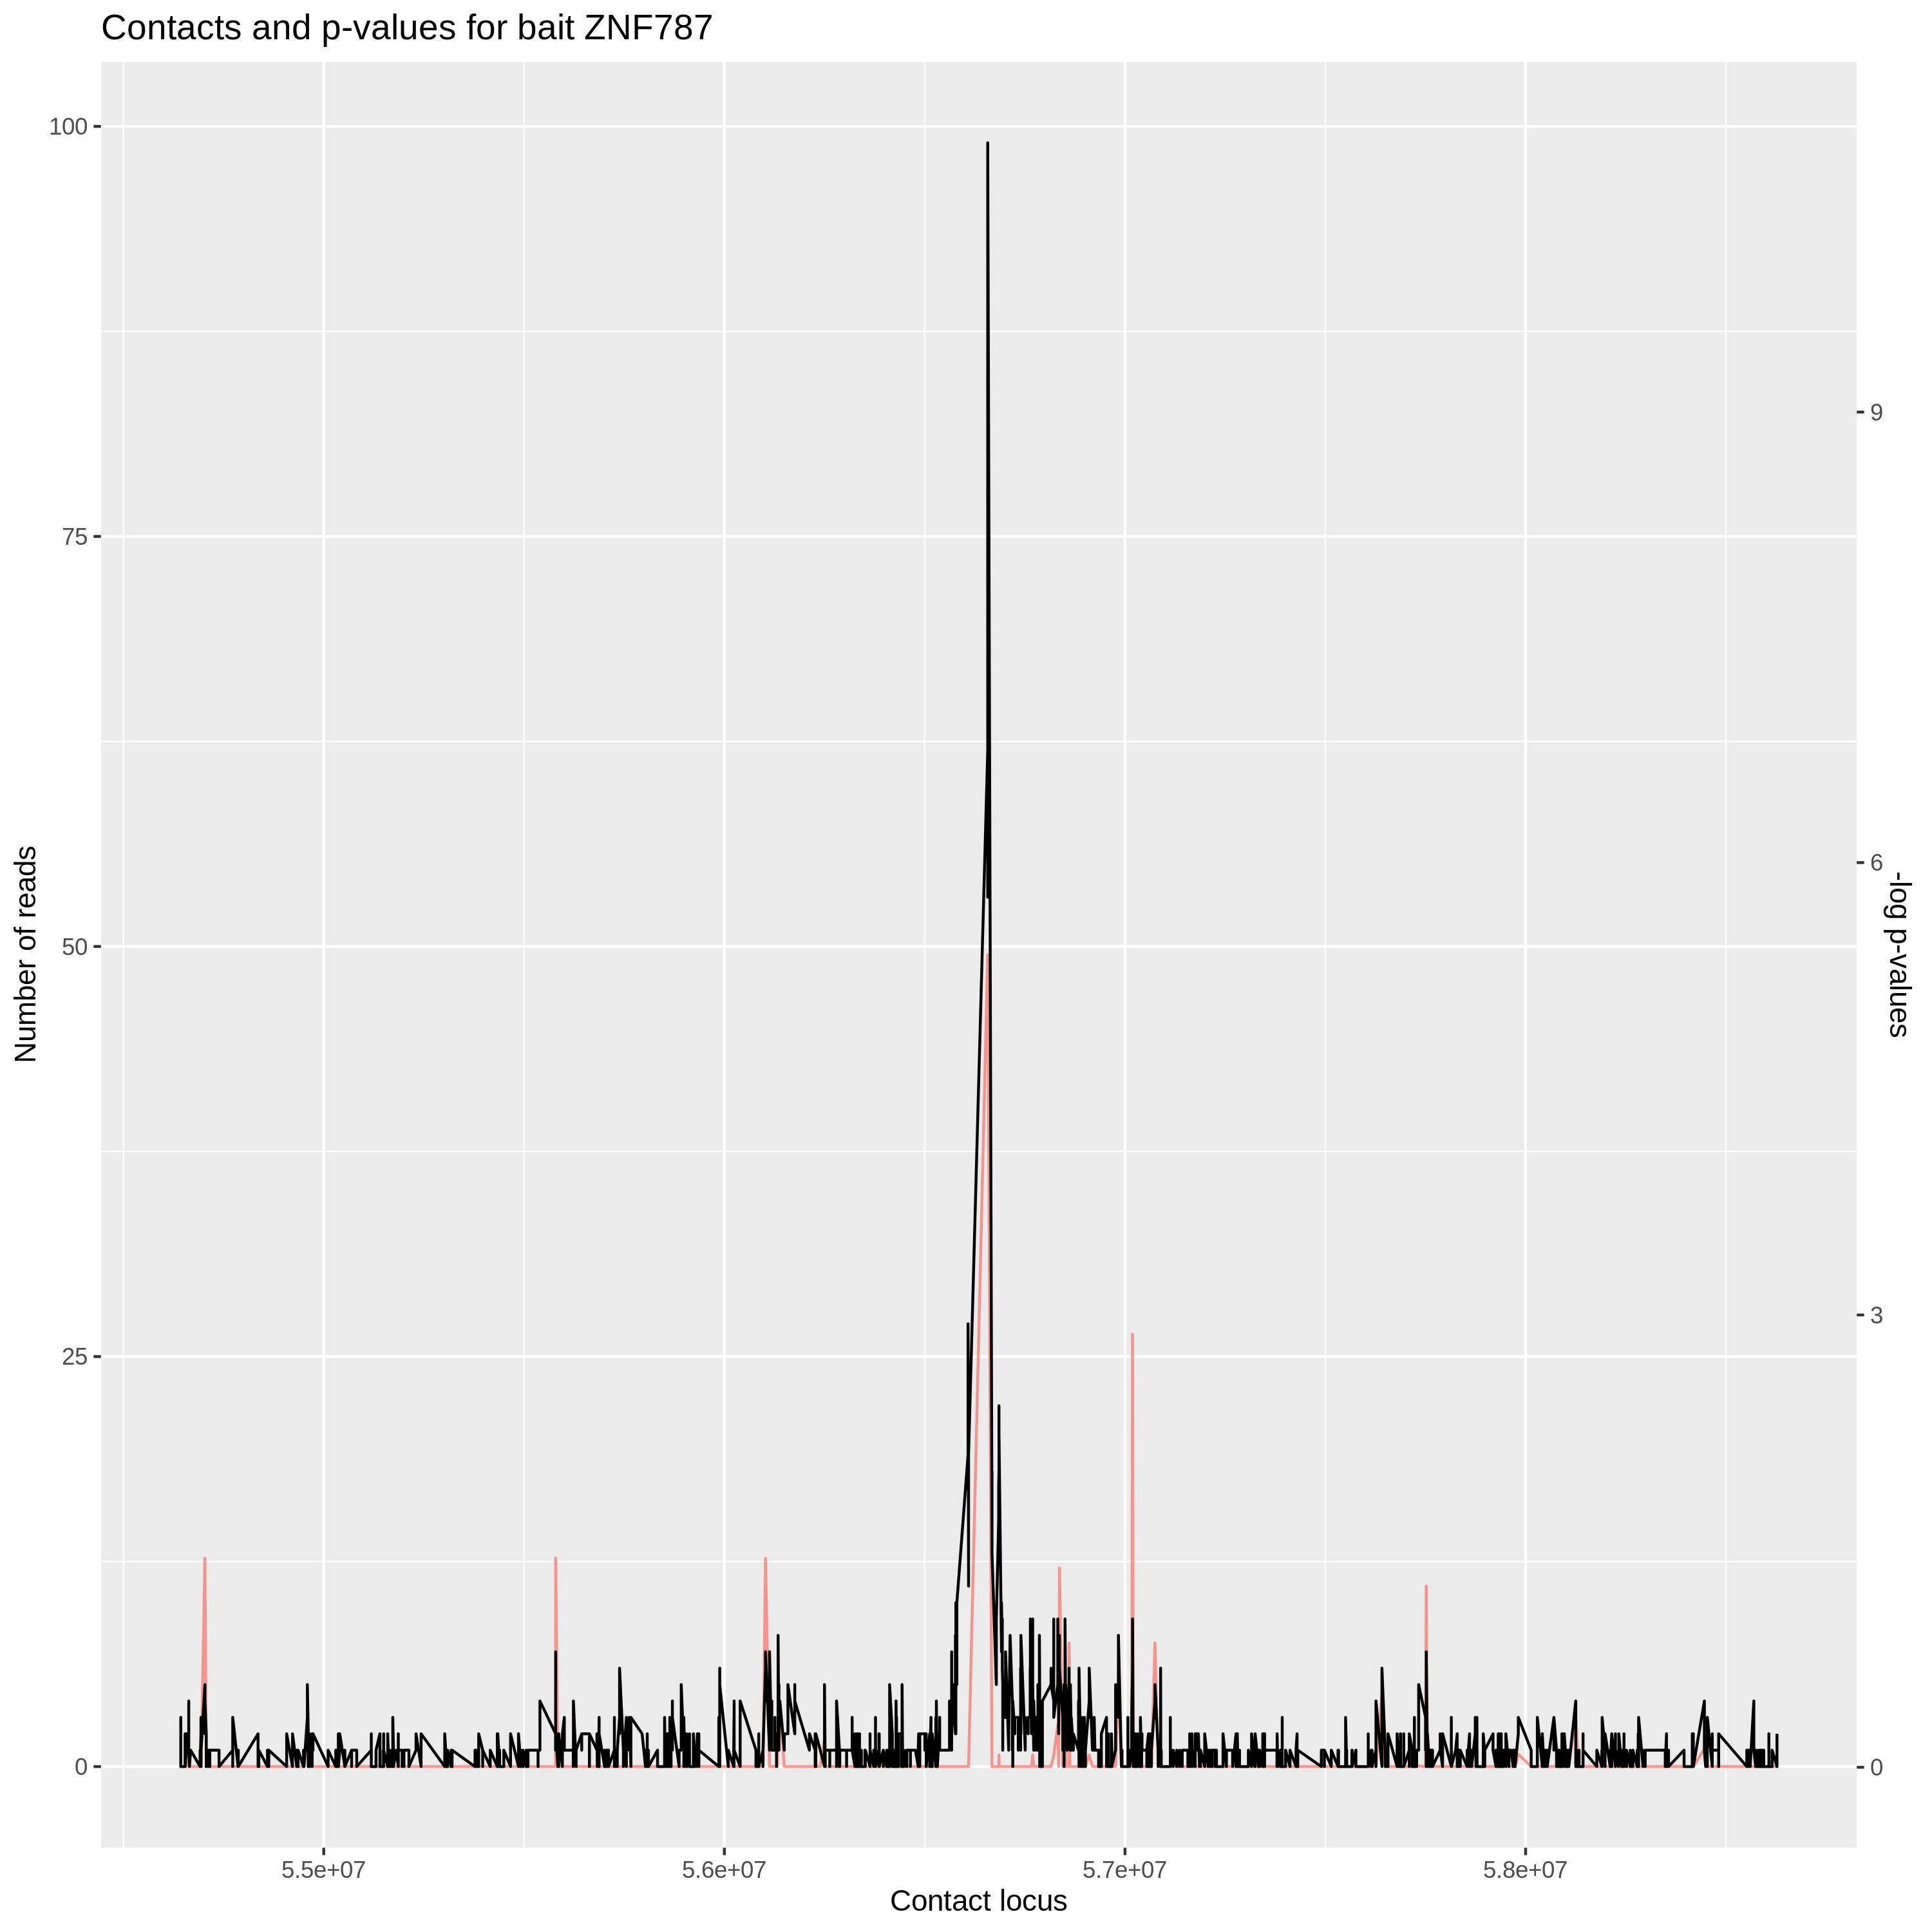 Contacts and p-values for bait ZNF787
100
75
50
25
0
Number of reads
9
6
3
0
-log p-values
5.5e+07
5.6e+07
5.7e+07
5.8e+07
Contact locus